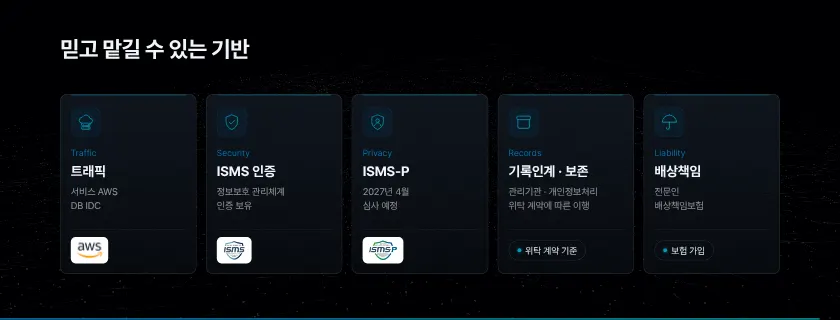 믿고 맡길 수 있는 기반
Traffic
트래픽
서비스 AWS
DB IDC
aws
Security
ISMS 인증
정보보호 관리체계
인증 보유
ISMS
Privacy
ISMS-P
2027년 4월
심사 예정
ISMS-P
Records
기록인계 · 보존
관리기관 · 개인정보처리
위탁 계약에 따른 이행
위탁 계약 기준
Liability
배상책임
전문인
배상책임보험
보험 가입